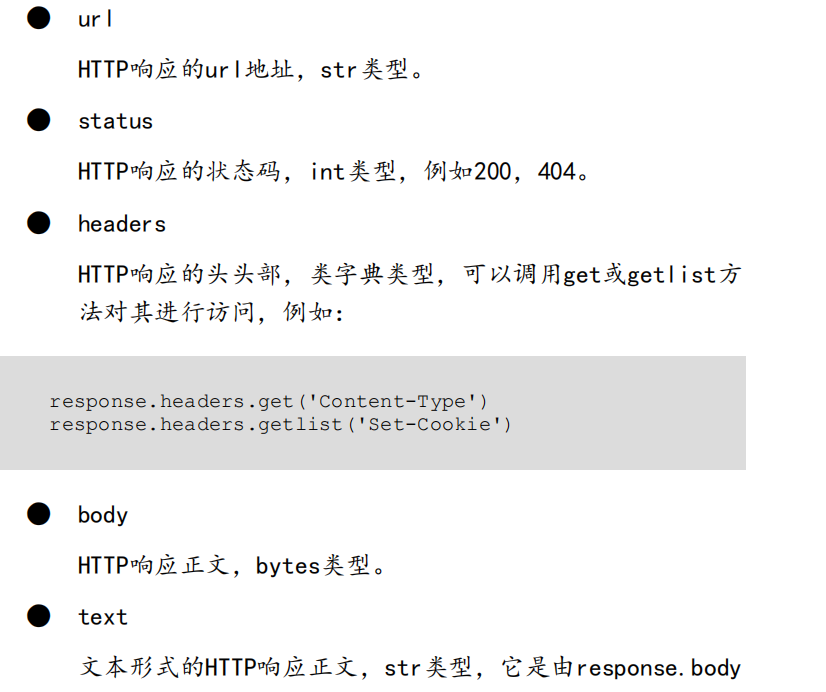 ● url
HTTP响应的url地址，str类型。
● status
HTTP响应的状态码，int类型，例如200，404。
● headers
HTTP响应的头头部，类字典类型，可以调用get或getlist方
法对其进行访问，例如：
response.headers.get('Content-Type')
response.headers.getlist('Set-Cookie')
● body
HTTP响应正文，bytes类型。
● text
文本形式的HTTP响应正文，str类型，它是由response.body